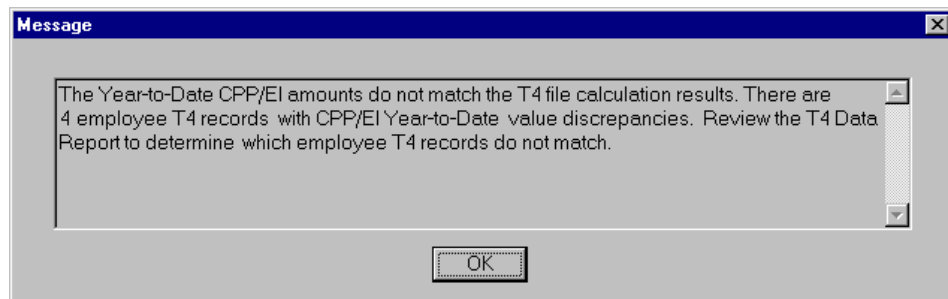 Message
The Year-to-Date CPP/EI amounts do not match the T4 file calculation results. There are
4 employee T4 records with CPP/EI Year-to-Date value discrepancies. Review the T4 Data
Report to determine which employee T4 records do not match.
OK